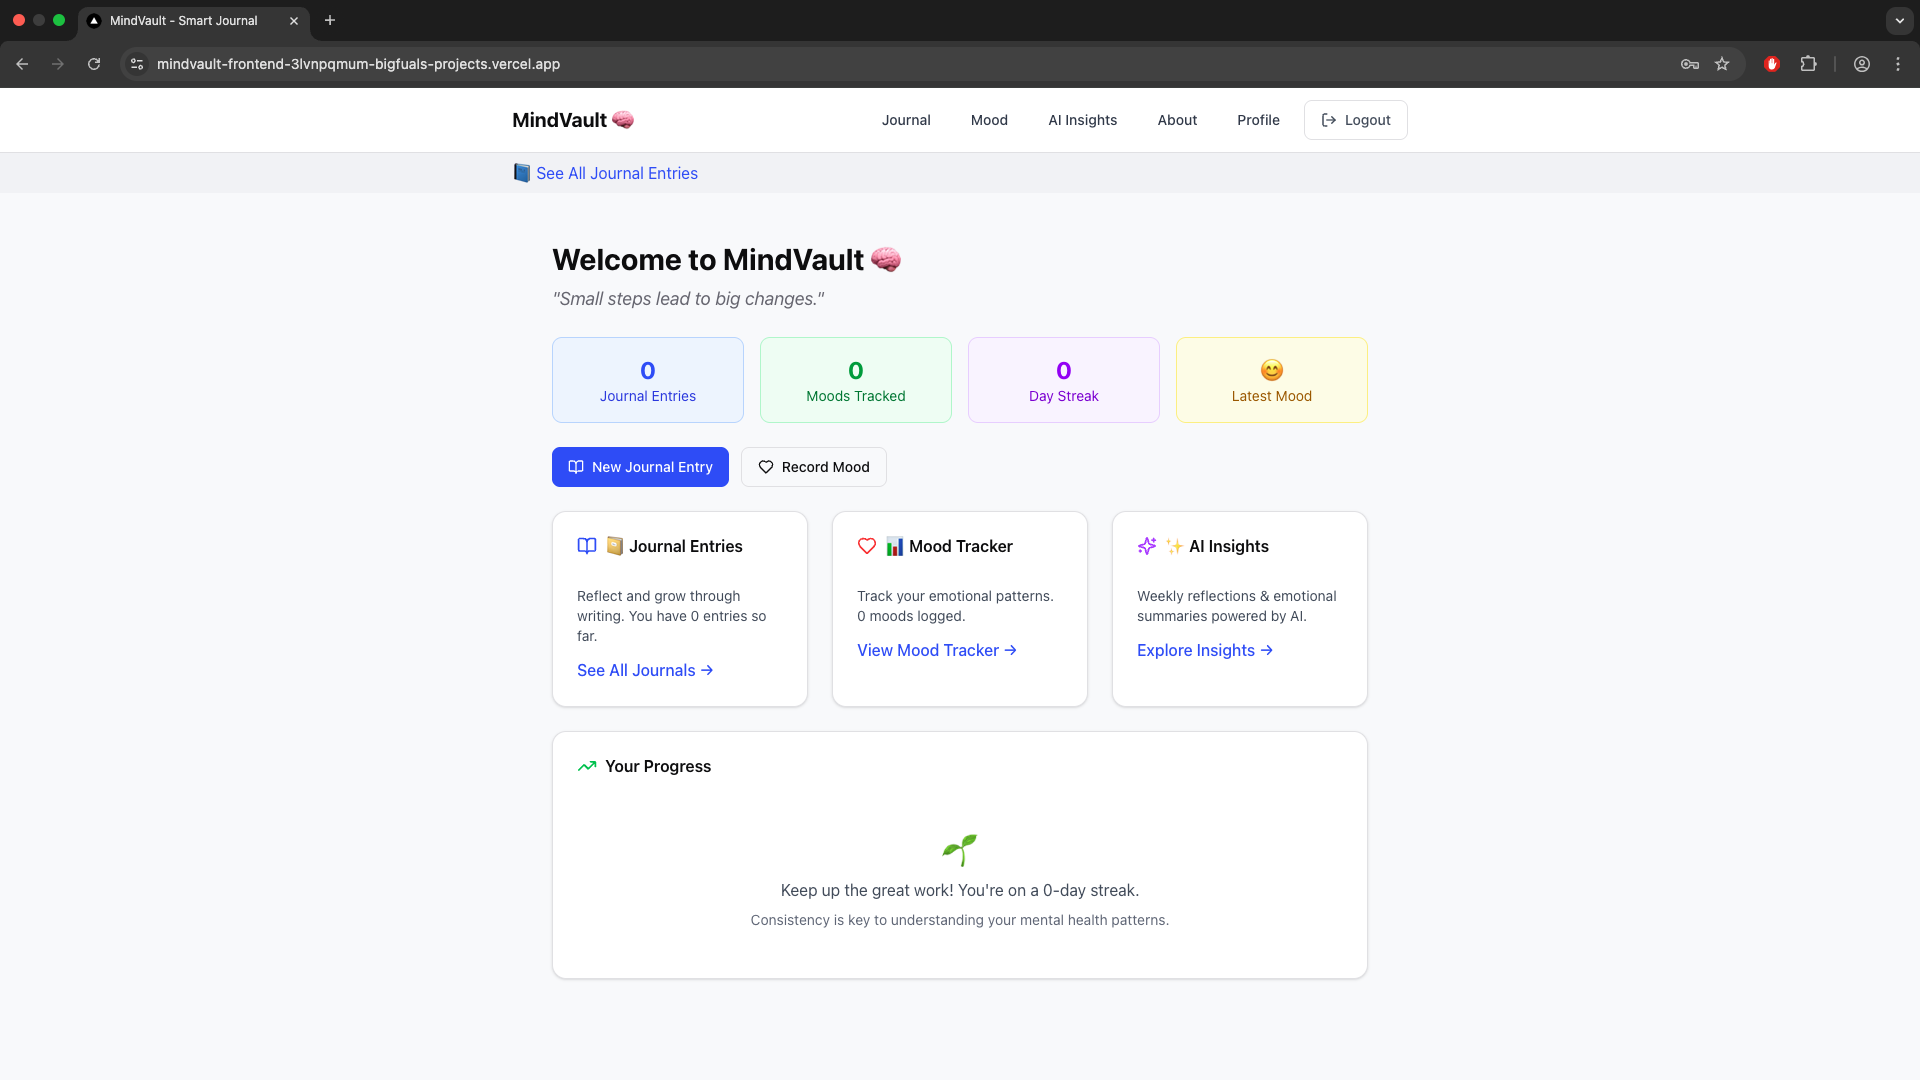 MindVault - Smart Journal
mindvault-frontend-3lvnpqmum-bigfuals-projects.vercel.app
MindVault 🧠
Journal
Mood
AI Insights
About
Profile
Logout
📘 See All Journal Entries
Welcome to MindVault 🧠
"Small steps lead to big changes."
0
Journal Entries
0
Moods Tracked
0
Day Streak
😊
Latest Mood
New Journal Entry
Record Mood
📔 Journal Entries
Reflect and grow through
writing. You have 0 entries so
far.
See All Journals →
📊 Mood Tracker
Track your emotional patterns.
0 moods logged.
View Mood Tracker →
✨ AI Insights
Weekly reflections & emotional
summaries powered by AI.
Explore Insights →
Your Progress
🌱
Keep up the great work! You're on a 0-day streak.
Consistency is key to understanding your mental health patterns.